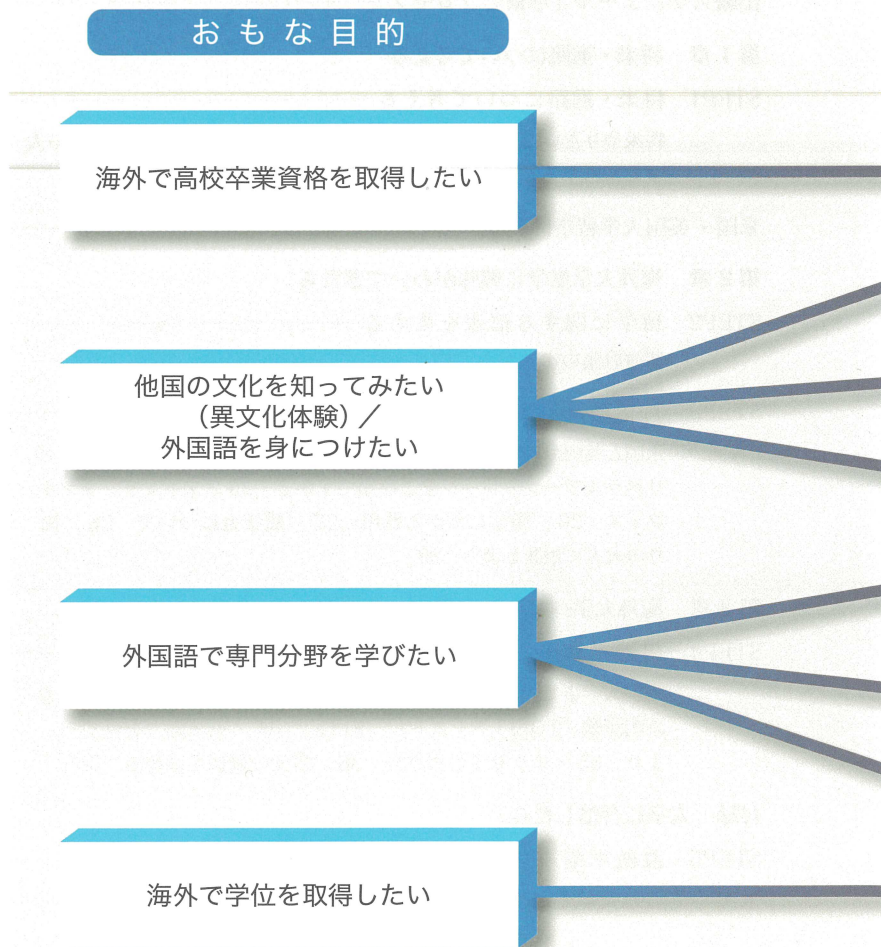 おもな目的
海外で高校卒業資格を取得したい
他国の文化を知ってみたい
(異文化体験)／
外国語を身につけたい
外国語で専門分野を学びたい
海外で学位を取得したい